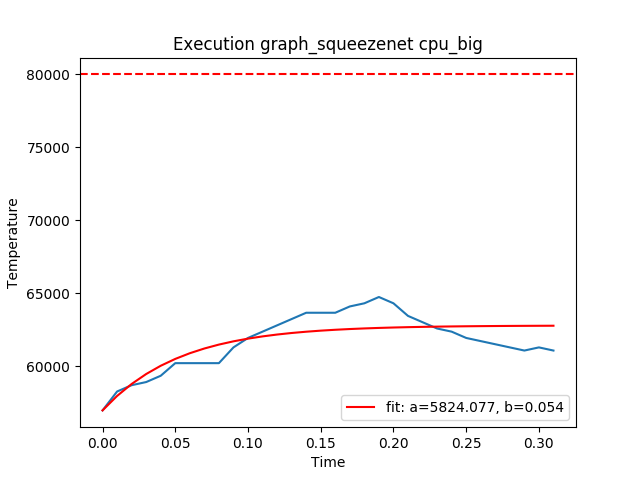 Execution graph_squeezenet cpu_big
80000
75000
70000
65000
60000
Temperature
fit: a=5824.077, b=0.054
0.00 0.05 0.10 0.15 0.20 0.25 0.30
Time